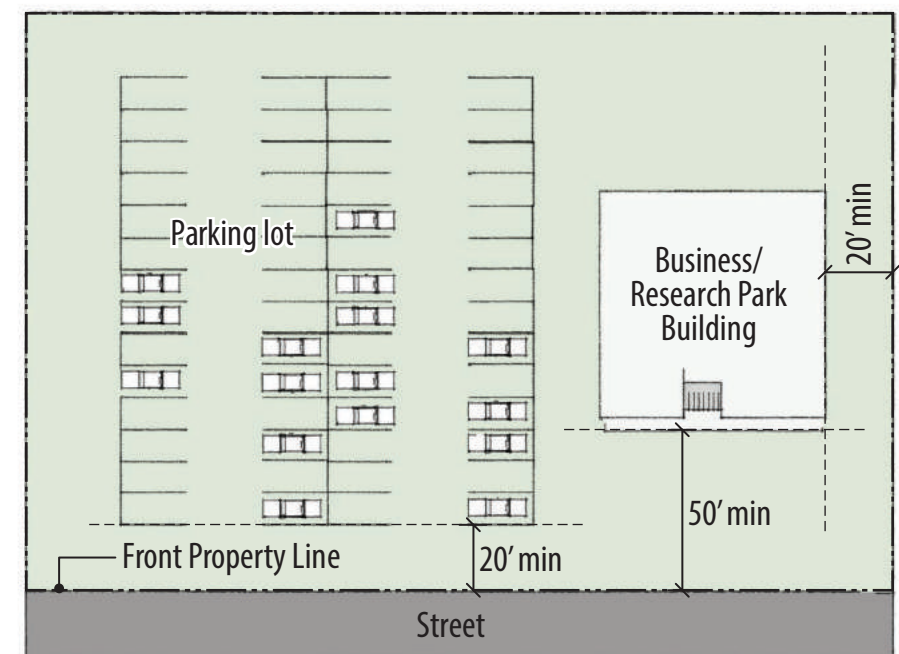 Parking lot
Business/
Research Park
Building
20’ min
50’ min
20’ min
Front Property Line
Street